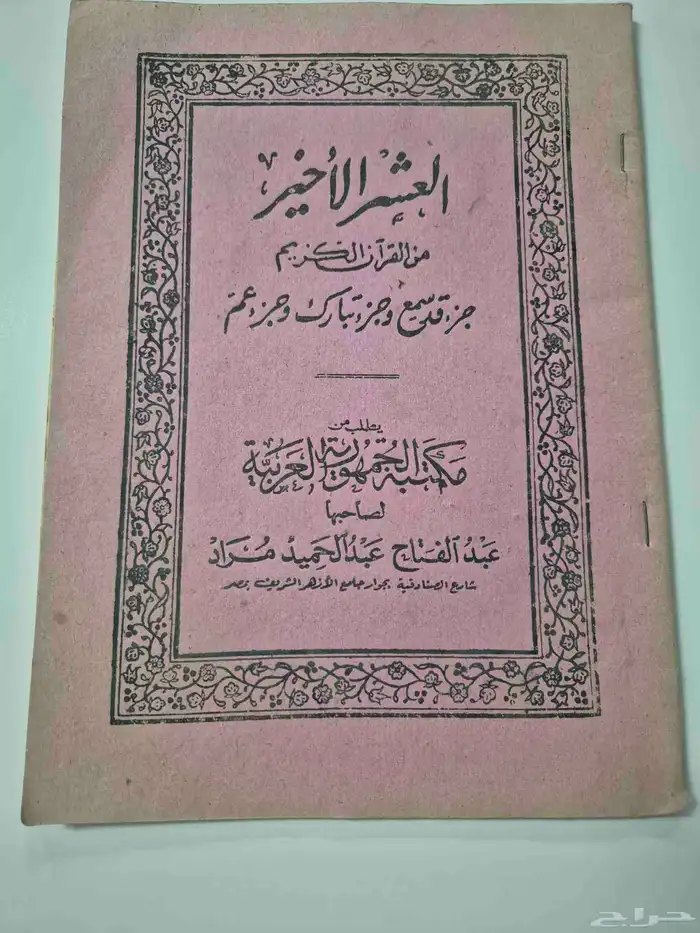 العشر الأخير
من القرآن الكريم
جزء قد سمع وجزء تبارك وجزء عم
يطلب من
مكتبة الجمهورية العربية
لصاحبها
عبد الفتاح عبد الحميد مراد
شارع الصنادقية بجوار جامع الأزهر الشريف بمصر
حراج